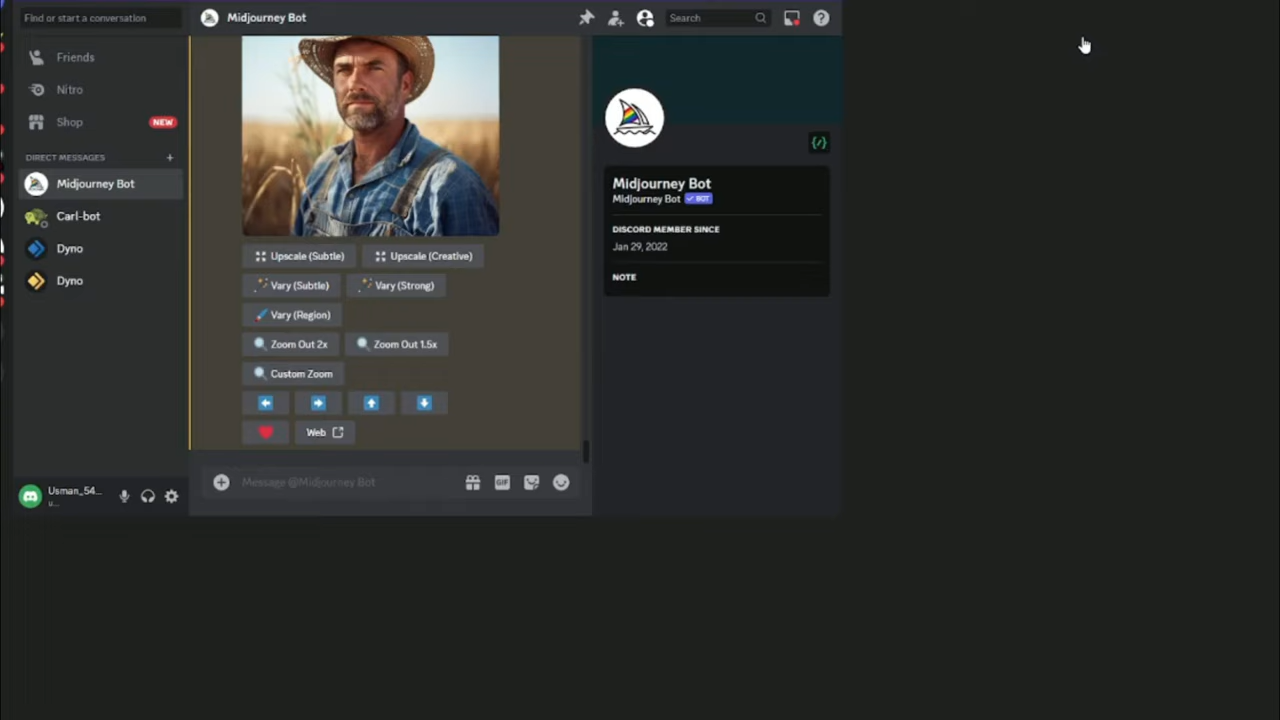 Find or start a conversation
Friends
Nitro
Shop NEW
DIRECT MESSAGES
Midjourney Bot
Carl-bot
Dyno
Dyno
Usman_54...
u...
Midjourney Bot
Search
Upscale (Subtle) Upscale (Creative)
Vary (Subtle) Vary (Strong)
Vary (Region)
Zoom Out 2x Zoom Out 1.5x
Custom Zoom
Web
Message @Midjourney Bot
GIF
Midjourney Bot
Midjourney Bot BOT
DISCORD MEMBER SINCE
Jan 29, 2022
NOTE